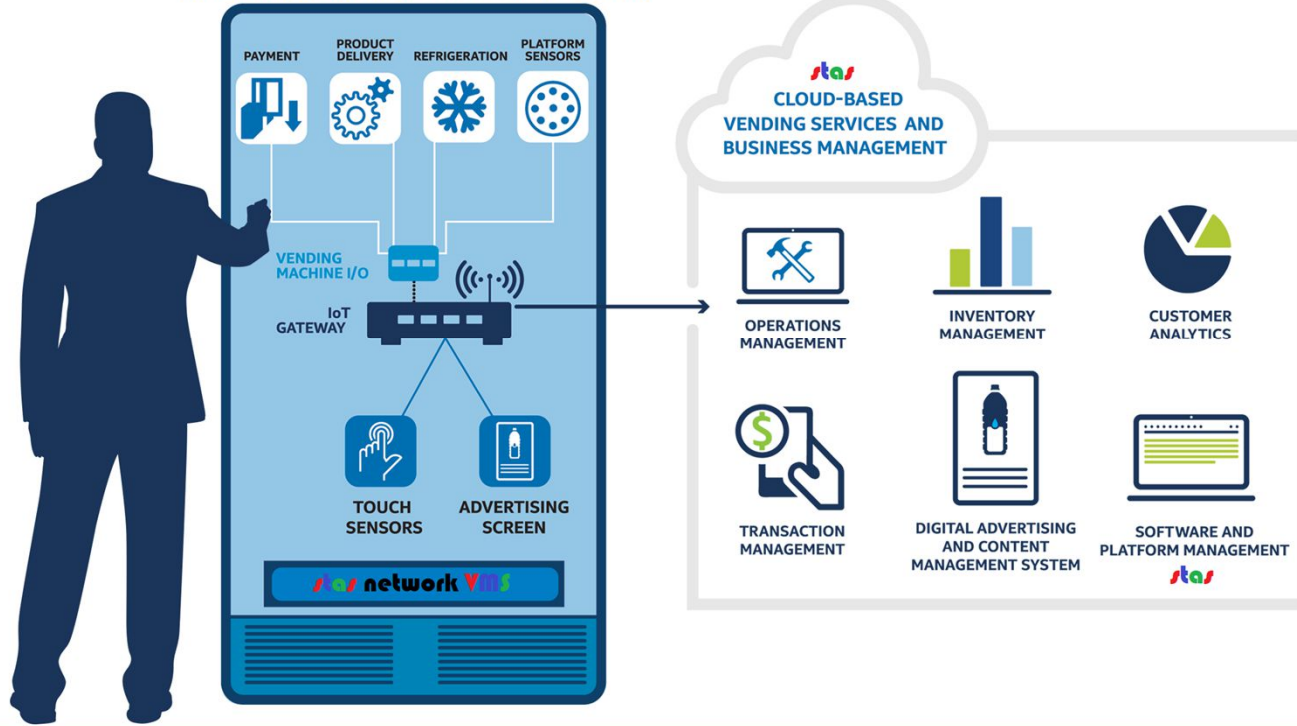 PAYMENT
PRODUCT
DELIVERY
REFRIGERATION
PLATFORM
SENSORS
VENDING
MACHINE I/O
IoT
GATEWAY
TOUCH
SENSORS
ADVERTISING
SCREEN
stas network VMS
stas
CLOUD-BASED
VENDING SERVICES AND
BUSINESS MANAGEMENT
OPERATIONS
MANAGEMENT
INVENTORY
MANAGEMENT
CUSTOMER
ANALYTICS
$
TRANSACTION
MANAGEMENT
DIGITAL ADVERTISING
AND CONTENT
MANAGEMENT SYSTEM
SOFTWARE AND
PLATFORM MANAGEMENT
stas